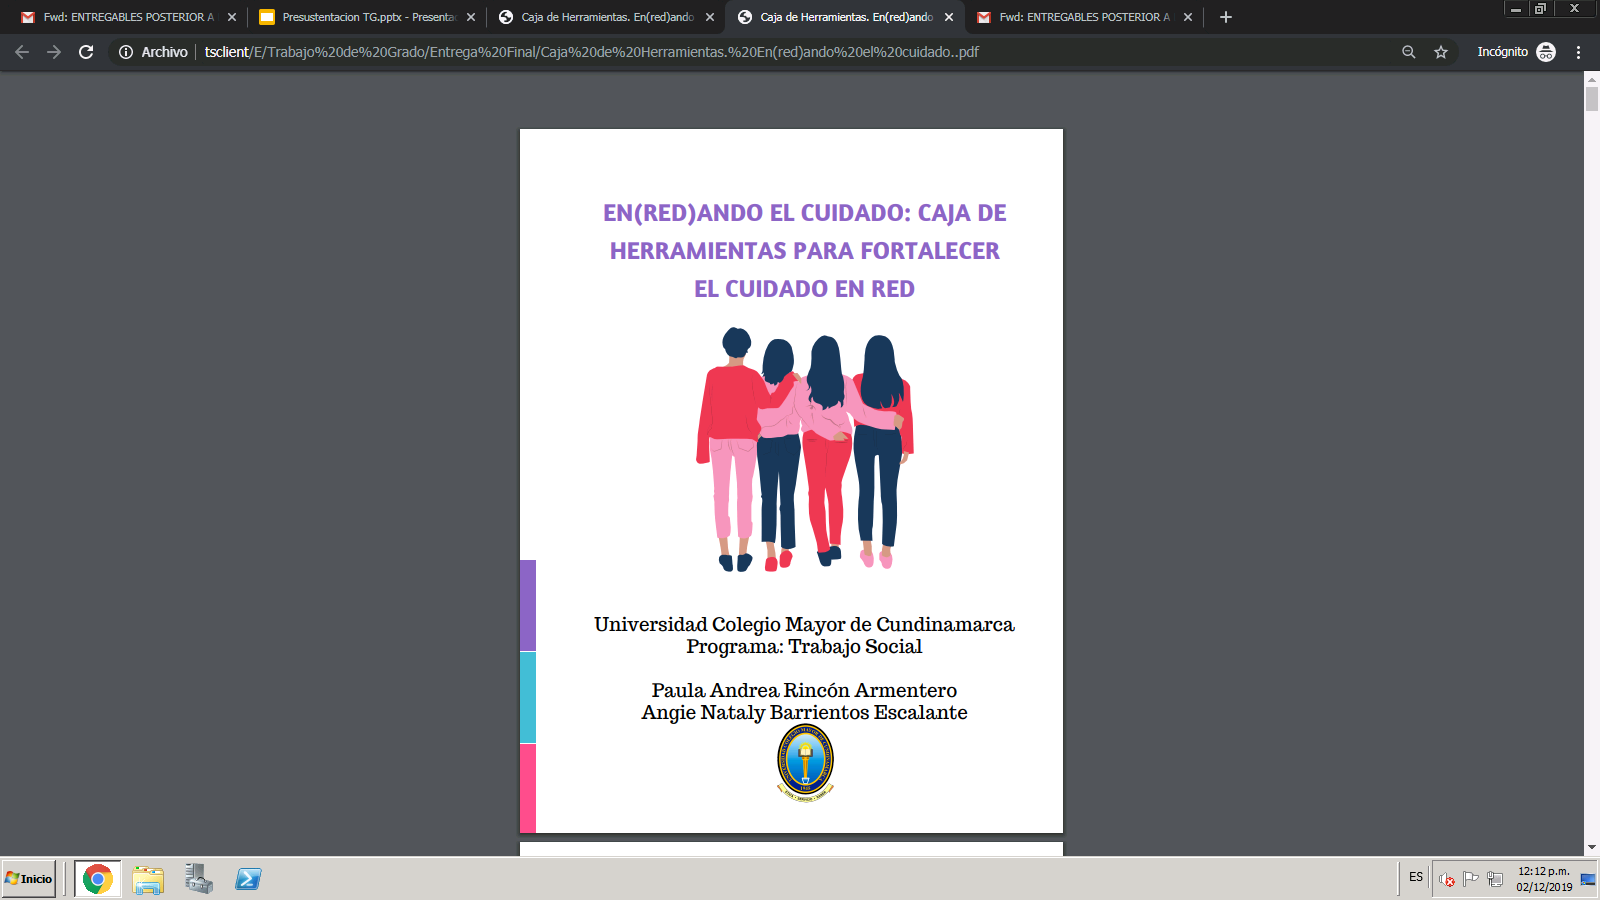 Fwd: ENTREGABLES POSTERIOR A
Presustentacion TG.pptx - Presenta
Caja de Herramientas. En(red)ando
Caja de Herramientas. En(red)ando
Fwd: ENTREGABLES POSTERIOR A
Archivo
tsclient/E/Trabajo%20de%20Grado/Entrega%20Final/Caja%20de%20Herramientas.%20En(red)ando%20el%20cuidado..pdf
Incógnito
EN(RED)ANDO EL CUIDADO: CAJA DE
HERRAMIENTAS PARA FORTALECER
EL CUIDADO EN RED
Universidad Colegio Mayor de Cundinamarca
Programa: Trabajo Social
Paula Andrea Rincón Armentero
Angie Nataly Barrientos Escalante
Inicio
ES
12:12 p.m.
02/12/2019